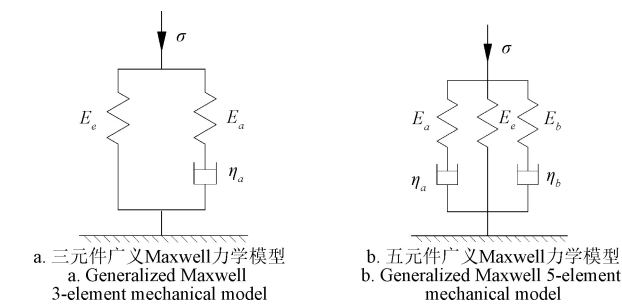 σ
E_e
E_a
η_a
a. 三元件广义Maxwell力学模型
a. Generalized Maxwell
3-element mechanical model
σ
E_a
E_e
E_b
η_a
η_b
b. 五元件广义Maxwell力学模型
b. Generalized Maxwell 5-element
mechanical model